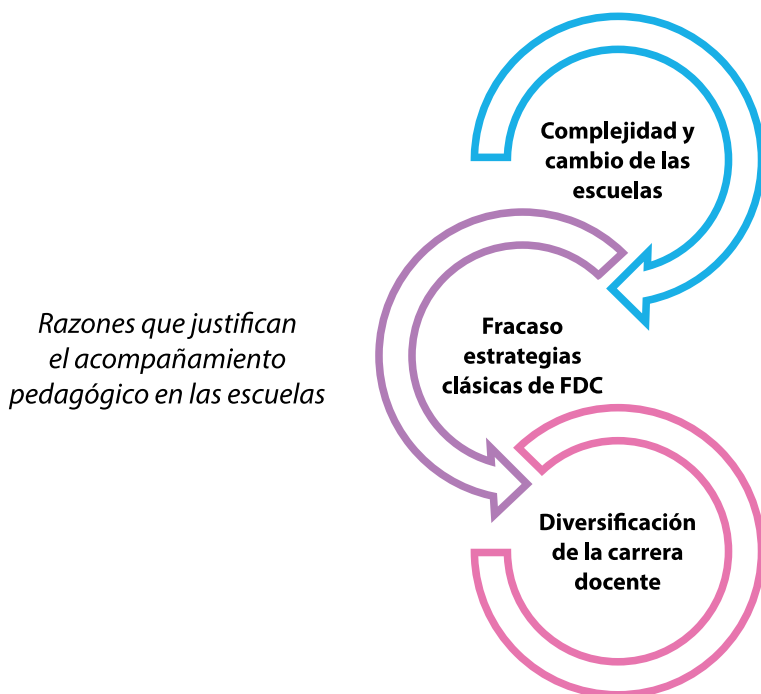 Complejidad y
cambio de las
escuelas
Razones que justifican
el acompañamiento
pedagógico en las escuelas
Fracaso
estrategias
clásicas de FDC
Diversificación
de la carrera
docente